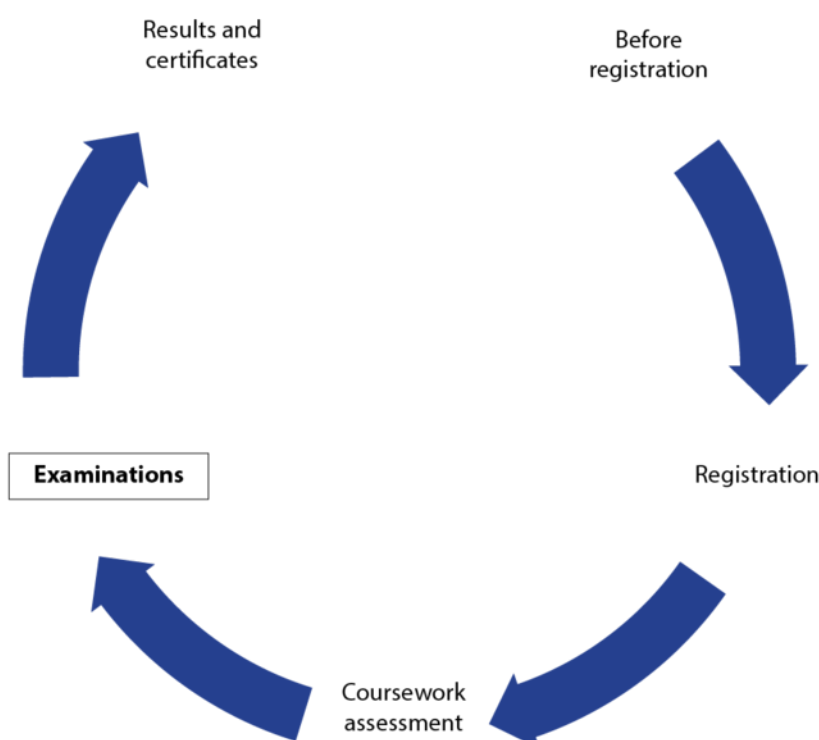 Results and
certificates
Before
registration
Examinations
Registration
Coursework
assessment